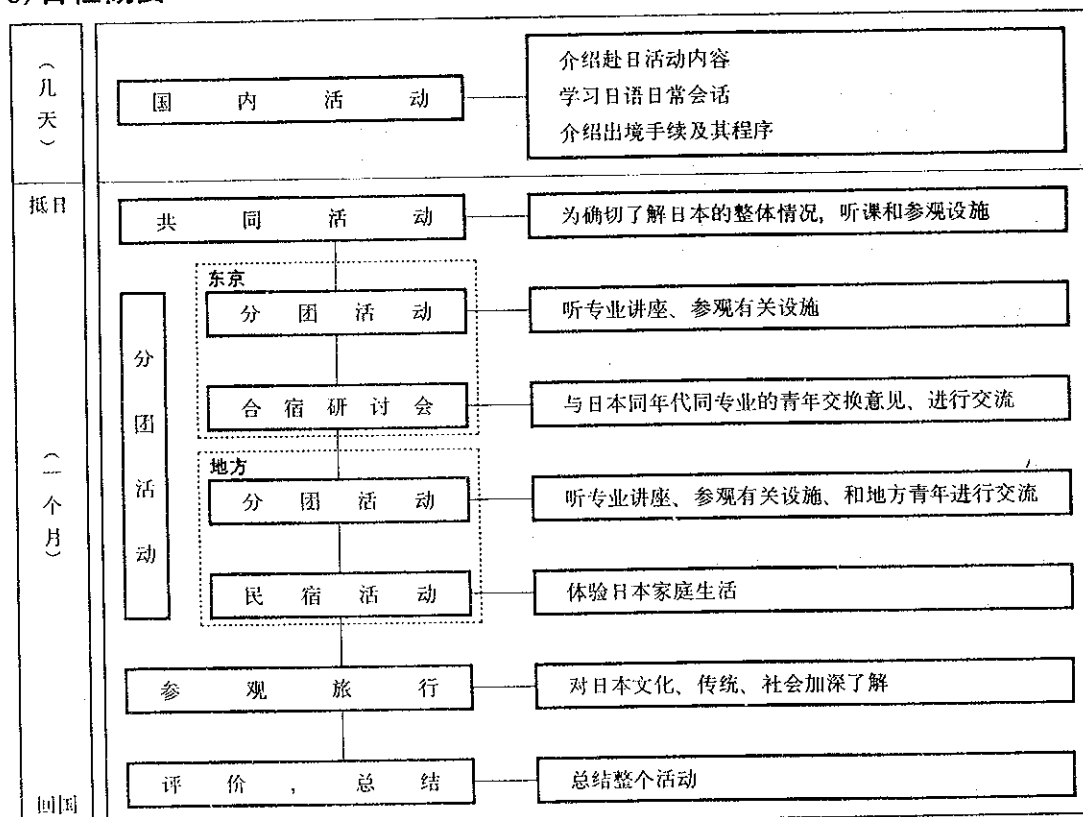 （几天）
国内活动
介绍赴日活动内容
学习日语日常会话
介绍出境手续及其程序
抵日
（一个月）
共同活动
为确切了解日本的整体情况，听课和参观设施
分团活动
东京
分团活动
听专业讲座、参观有关设施
合宿研讨会
与日本同年代同专业的青年交换意见、进行交流
地方
分团活动
听专业讲座、参观有关设施、和地方青年进行交流
民宿活动
体验日本家庭生活
参观旅行
对日本文化、传统、社会加深了解
评价，总结
总结整个活动
回国